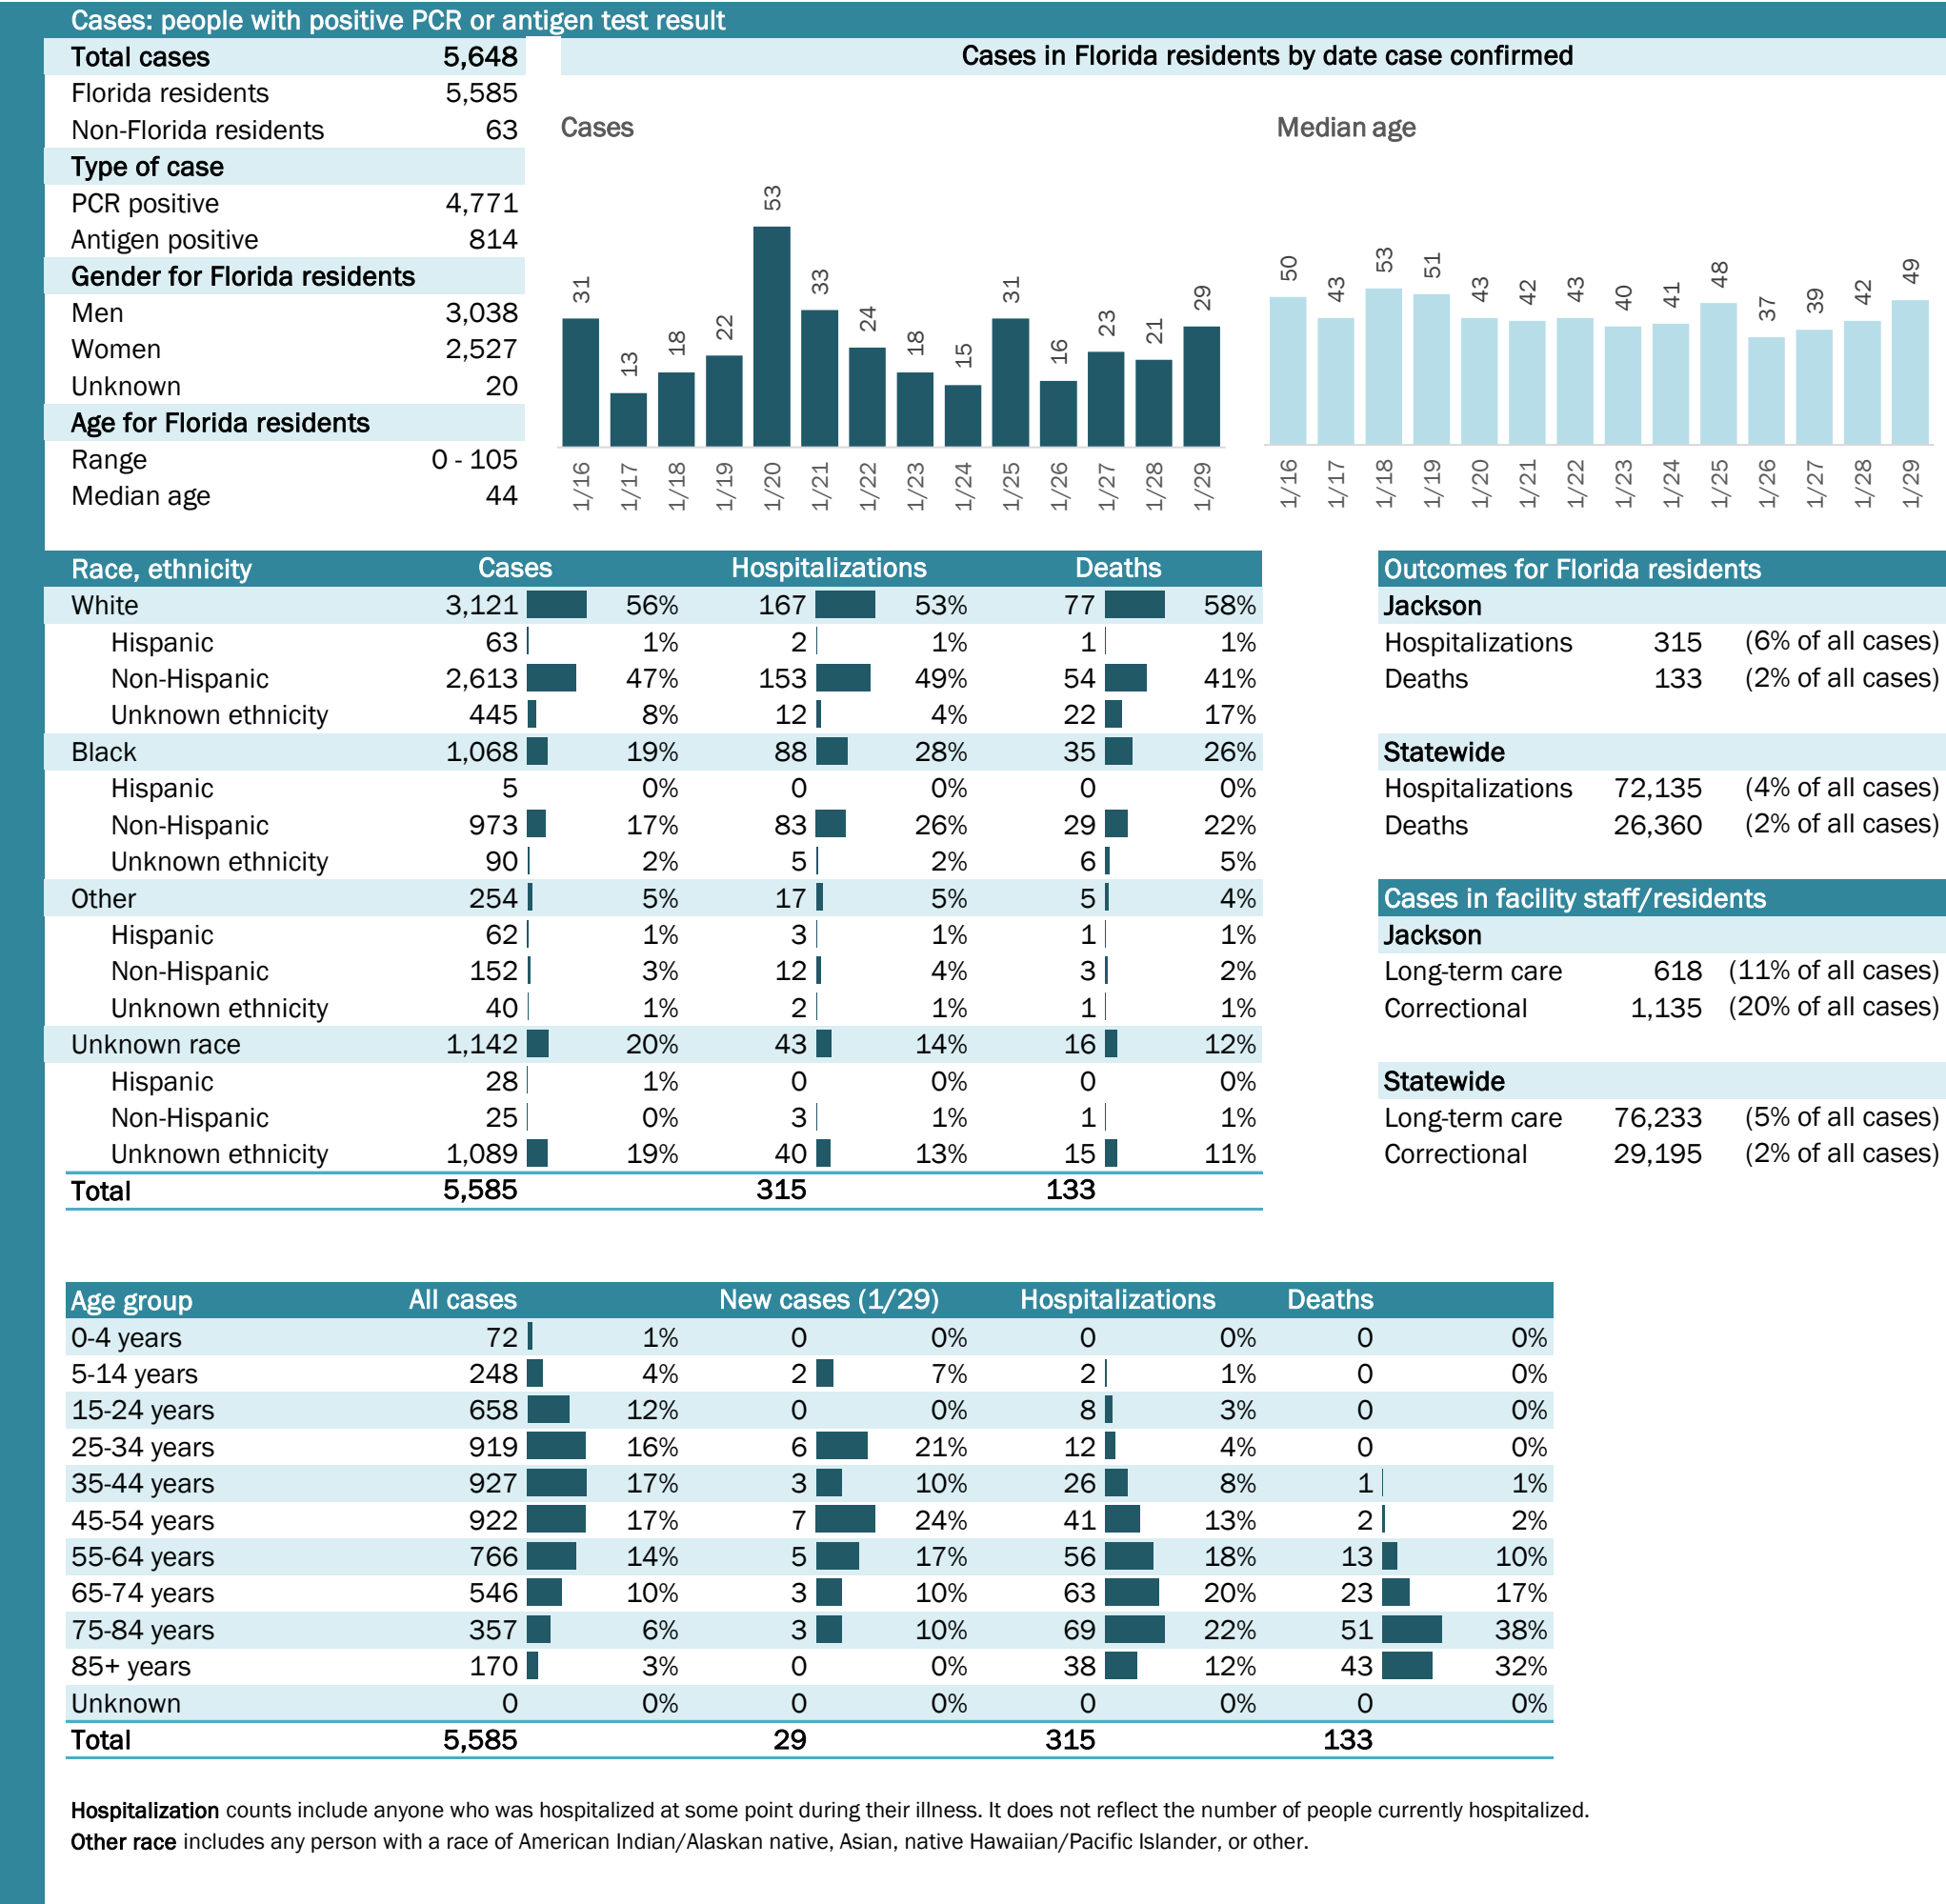 Cases: people with positive PCR or antigen test result
Total cases 5,648
Florida residents 5,585
Non-Florida residents 63
Type of case
PCR positive 4,771
Antigen positive 814
Gender for Florida residents
Men 3,038
Women 2,527
Unknown 20
Age for Florida residents
Range 0 - 105
Median age 44
Cases in Florida residents by date case confirmed
Cases
31 13 18 22 53 33 24 18 15 31 16 23 21 29
1/16 1/17 1/18 1/19 1/20 1/21 1/22 1/23 1/24 1/25 1/26 1/27 1/28 1/29
Median age
50 43 53 51 43 42 43 40 41 48 37 39 42 49
1/16 1/17 1/18 1/19 1/20 1/21 1/22 1/23 1/24 1/25 1/26 1/27 1/28 1/29
Race, ethnicity Cases Hospitalizations Deaths
White 3,121 56% 167 53% 77 58%
Hispanic 63 1% 2 1% 1 1%
Non-Hispanic 2,613 47% 153 49% 54 41%
Unknown ethnicity 445 8% 12 4% 22 17%
Black 1,068 19% 88 28% 35 26%
Hispanic 5 0% 0 0% 0 0%
Non-Hispanic 973 17% 83 26% 29 22%
Unknown ethnicity 90 2% 5 2% 6 5%
Other 254 5% 17 5% 5 4%
Hispanic 62 1% 3 1% 1 1%
Non-Hispanic 152 3% 12 4% 3 2%
Unknown ethnicity 40 1% 2 1% 1 1%
Unknown race 1,142 20% 43 14% 16 12%
Hispanic 28 1% 0 0% 0 0%
Non-Hispanic 25 0% 3 1% 1 1%
Unknown ethnicity 1,089 19% 40 13% 15 11%
Total 5,585 315 133
Outcomes for Florida residents
Jackson
Hospitalizations 315 (6% of all cases)
Deaths 133 (2% of all cases)
Statewide
Hospitalizations 72,135 (4% of all cases)
Deaths 26,360 (2% of all cases)
Cases in facility staff/residents
Jackson
Long-term care 618 (11% of all cases)
Correctional 1,135 (20% of all cases)
Statewide
Long-term care 76,233 (5% of all cases)
Correctional 29,195 (2% of all cases)
Age group All cases New cases (1/29) Hospitalizations Deaths
0-4 years 72 1% 0 0% 0 0% 0 0%
5-14 years 248 4% 2 7% 2 1% 0 0%
15-24 years 658 12% 0 0% 8 3% 0 0%
25-34 years 919 16% 6 21% 12 4% 0 0%
35-44 years 927 17% 3 10% 26 8% 1 1%
45-54 years 922 17% 7 24% 41 13% 2 2%
55-64 years 766 14% 5 17% 56 18% 13 10%
65-74 years 546 10% 3 10% 63 20% 23 17%
75-84 years 357 6% 3 10% 69 22% 51 38%
85+ years 170 3% 0 0% 38 12% 43 32%
Unknown 0 0% 0 0% 0 0% 0 0%
Total 5,585 29 315 133
Hospitalization counts include anyone who was hospitalized at some point during their illness. It does not reflect the number of people currently hospitalized.
Other race includes any person with a race of American Indian/Alaskan native, Asian, native Hawaiian/Pacific Islander, or other.